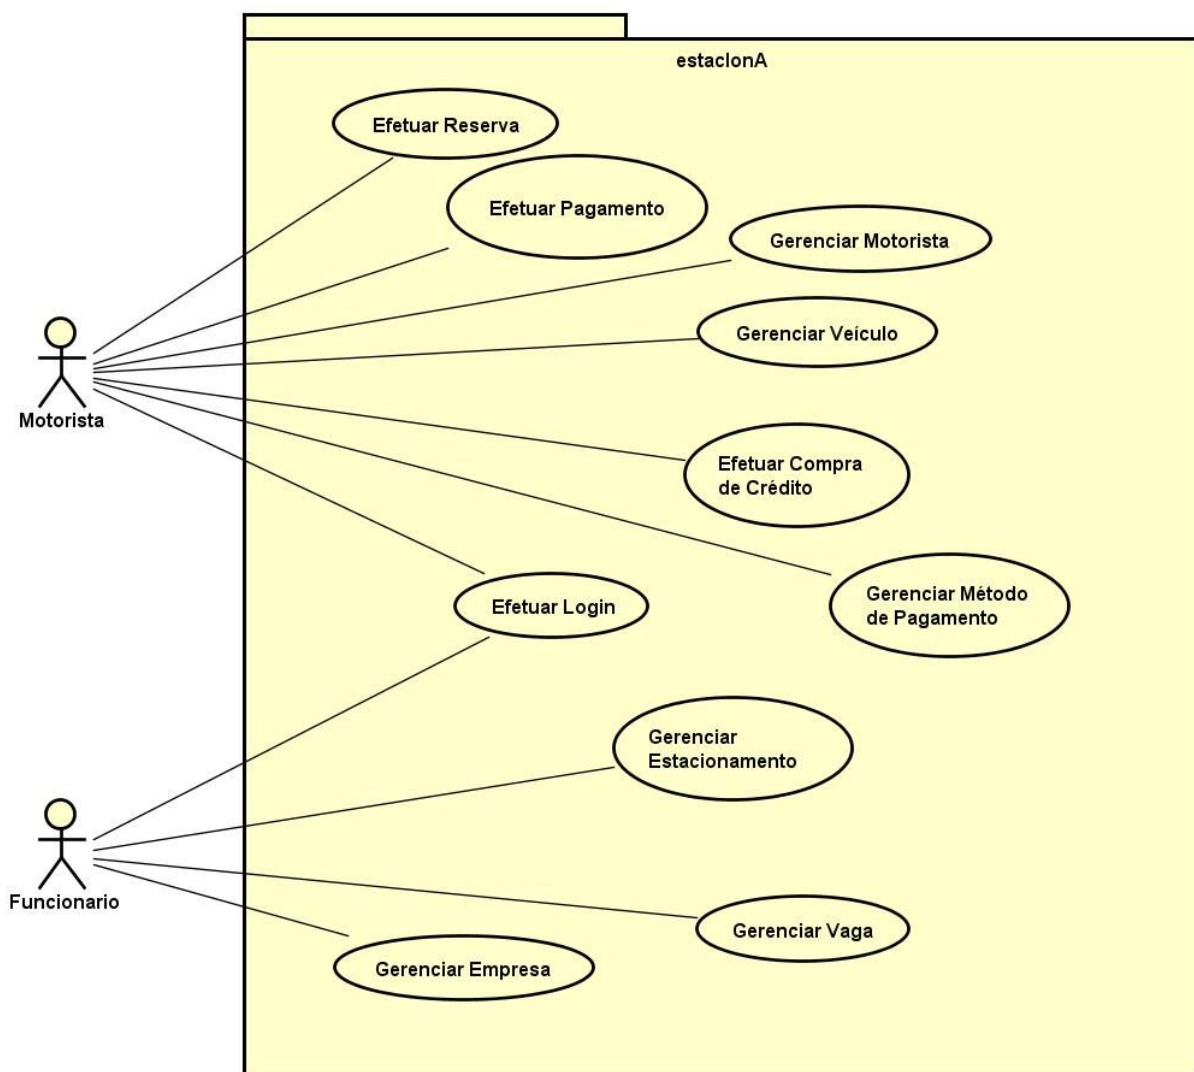 estacIonA
Efetuar Reserva
Efetuar Pagamento
Gerenciar Motorista
Gerenciar Veículo
Motorista
Efetuar Compra
de Crédito
Gerenciar Método
de Pagamento
Efetuar Login
Gerenciar
Estacionamento
Funcionario
Gerenciar Vaga
Gerenciar Empresa